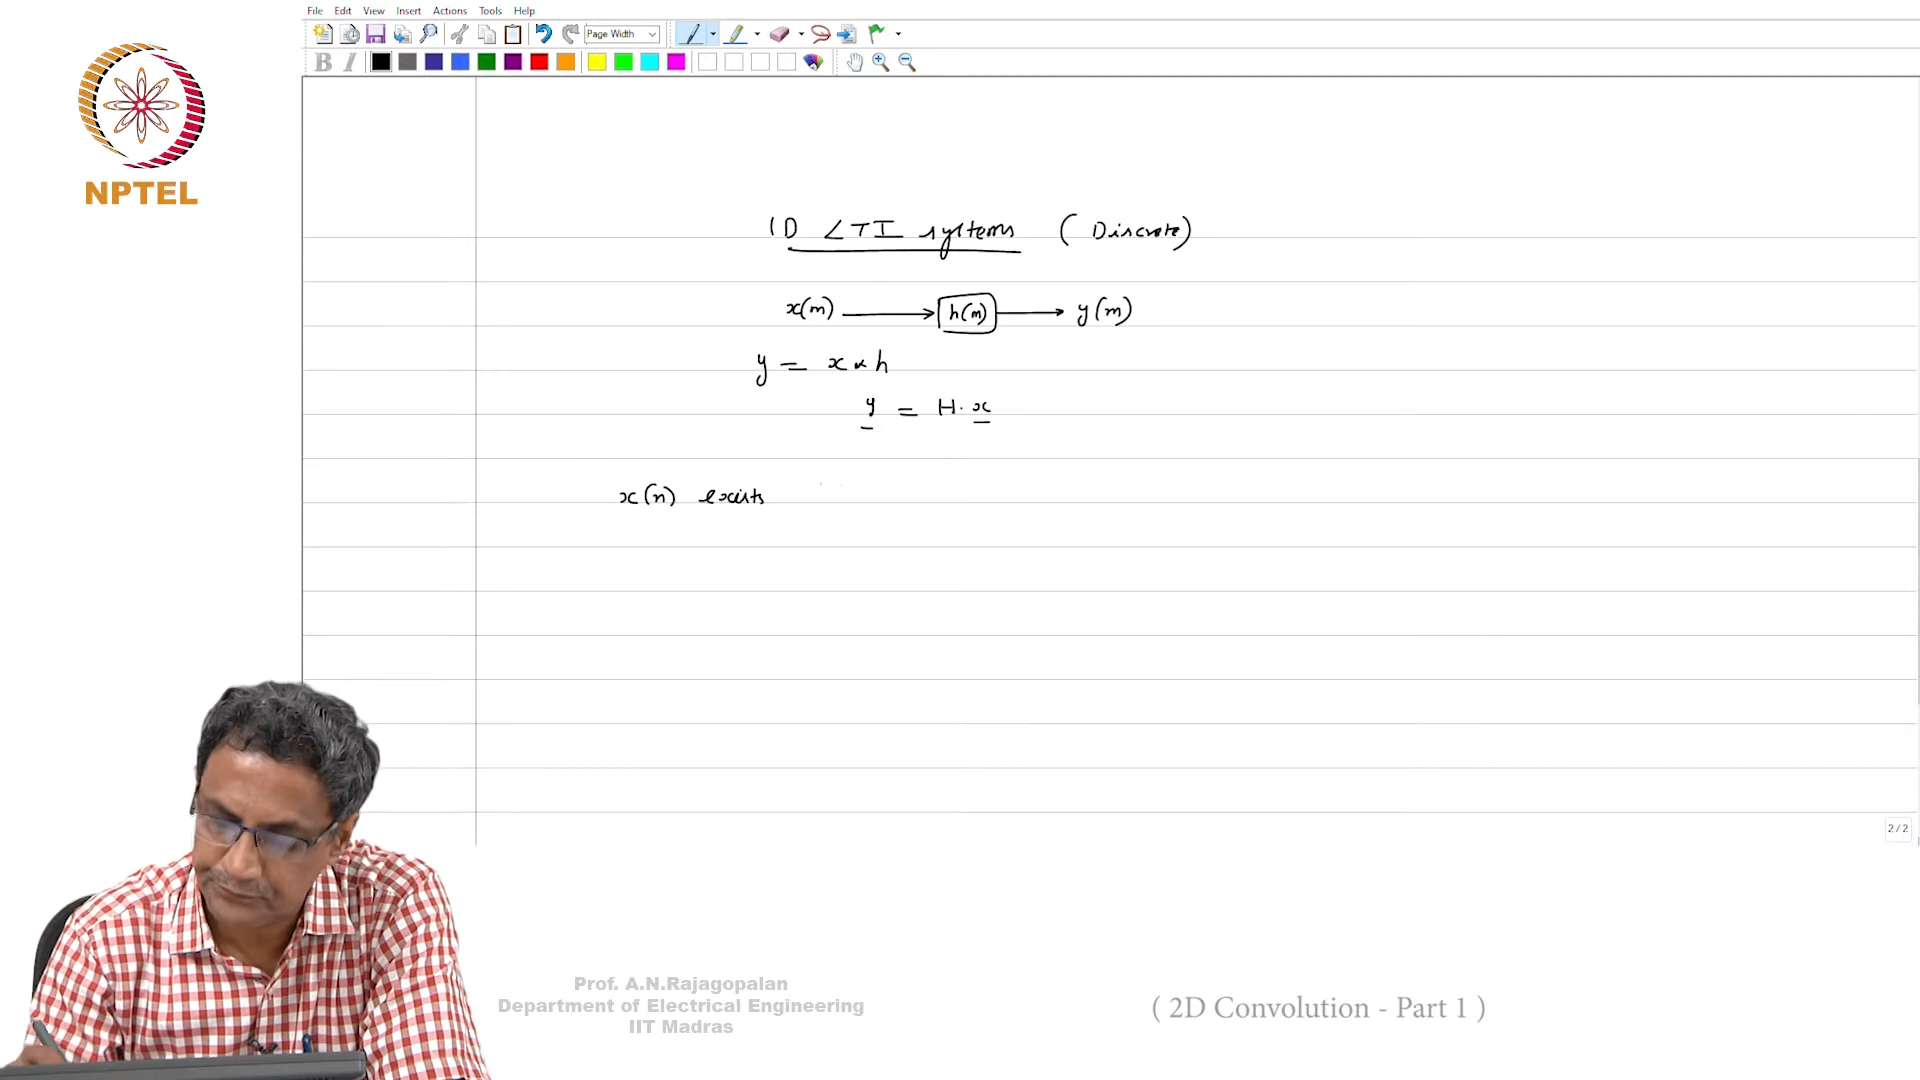 File Edit View Insert Actions Tools Help
Page Width
B I
NPTEL
1D LTI systems ( Discrete)
x(m) h(m) y(m)
y = x * h
y = H · x
x(n) exists
2 / 2
Prof. A.N.Rajagopalan
Department of Electrical Engineering
IIT Madras
( 2D Convolution - Part 1 )